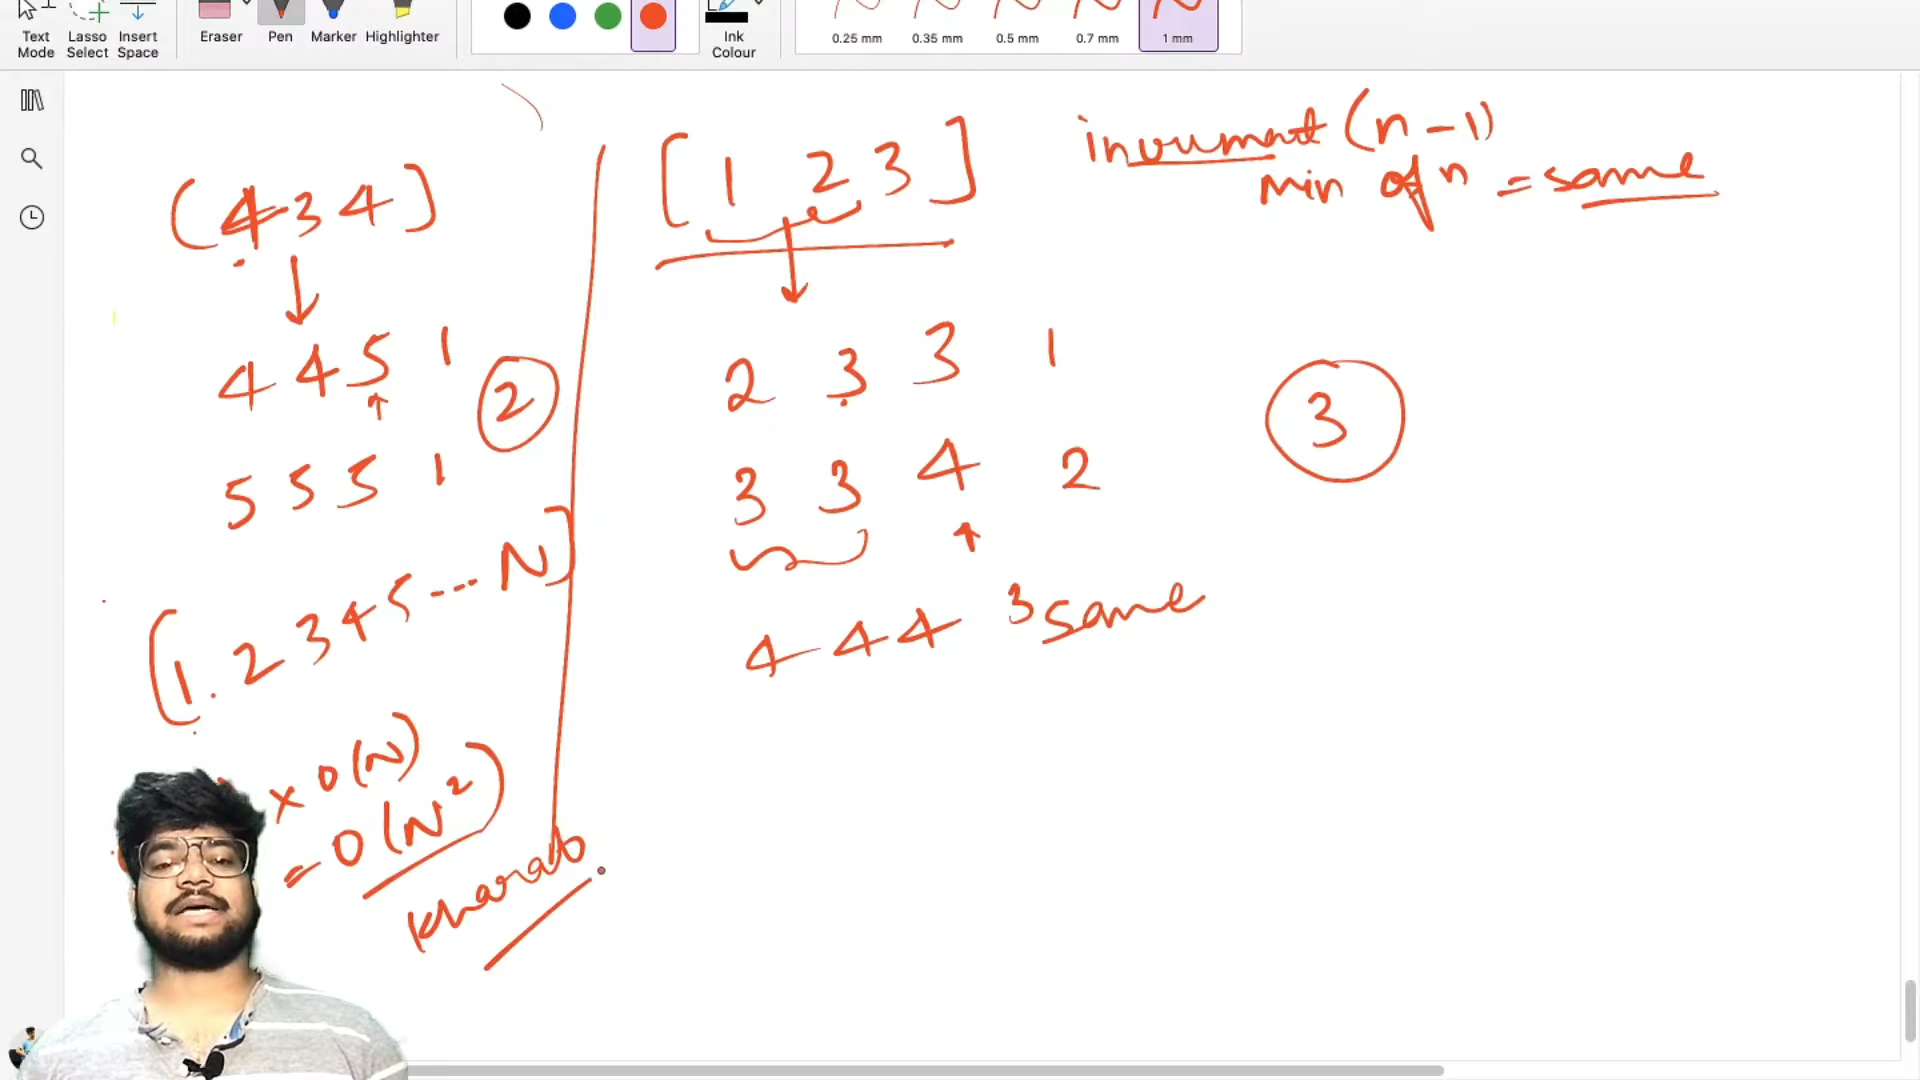 Text Mode
Lasso Select
Insert Space
Eraser
Pen
Marker
Highlighter
Ink Colour
0.25 mm
0.35 mm
0.5 mm
0.7 mm
1 mm
(4 3 4)
4 4 5 1
2
5 5 5 1
[1. 2 3 4 5 --- N]
x O(N)
= O(N²)
kharab
[1 2 3]
2 3 3 1
3 3 4 2
4 4 4 3 same
increment (n-1)
min of n = same
3